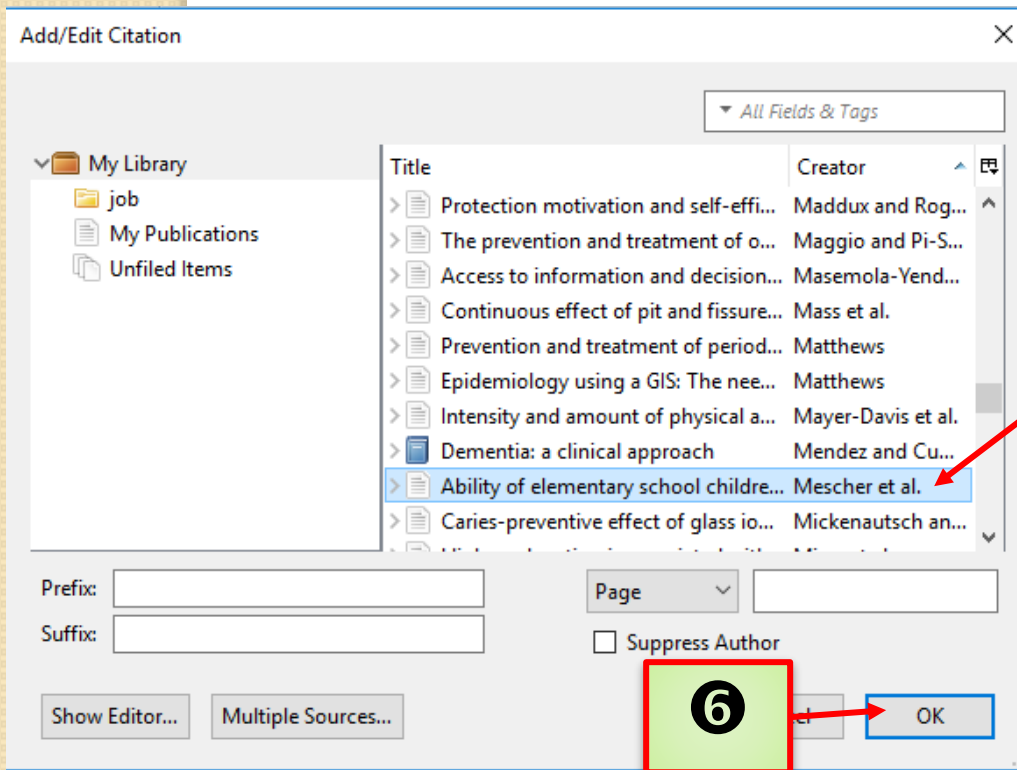 Add/Edit Citation
All Fields & Tags
My Library
job
My Publications
Unfiled Items
Title Creator
Protection motivation and self-effi... Maddux and Rog...
The prevention and treatment of o... Maggio and Pi-S...
Access to information and decision... Masemola-Yend...
Continuous effect of pit and fissure... Mass et al.
Prevention and treatment of period... Matthews
Epidemiology using a GIS: The nee... Matthews
Intensity and amount of physical a... Mayer-Davis et al.
Dementia: a clinical approach Mendez and Cu...
Ability of elementary school childre... Mescher et al.
Caries-preventive effect of glass io... Mickenautsch an...
Prefix: Page
Suffix: Suppress Author
Show Editor... Multiple Sources... ❻ OK